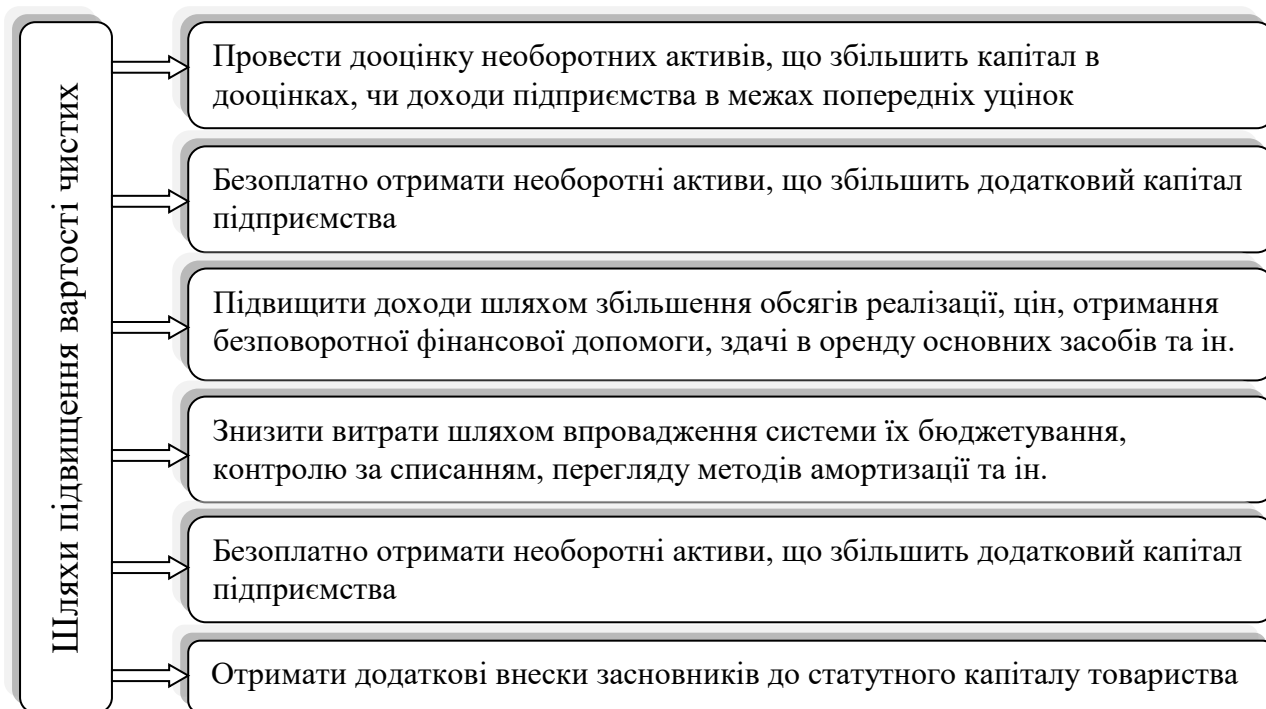 Шляхи підвищення вартості чистих
Провести дооцінку необоротних активів, що збільшить капітал в
дооцінках, чи доходи підприємства в межах попередніх уцінок
Безоплатно отримати необоротні активи, що збільшить додатковий капітал
підприємства
Підвищити доходи шляхом збільшення обсягів реалізації, цін, отримання
безповоротної фінансової допомоги, здачі в оренду основних засобів та ін.
Знизити витрати шляхом впровадження системи їх бюджетування,
контролю за списанням, перегляду методів амортизації та ін.
Безоплатно отримати необоротні активи, що збільшить додатковий капітал
підприємства
Отримати додаткові внески засновників до статутного капіталу товариства